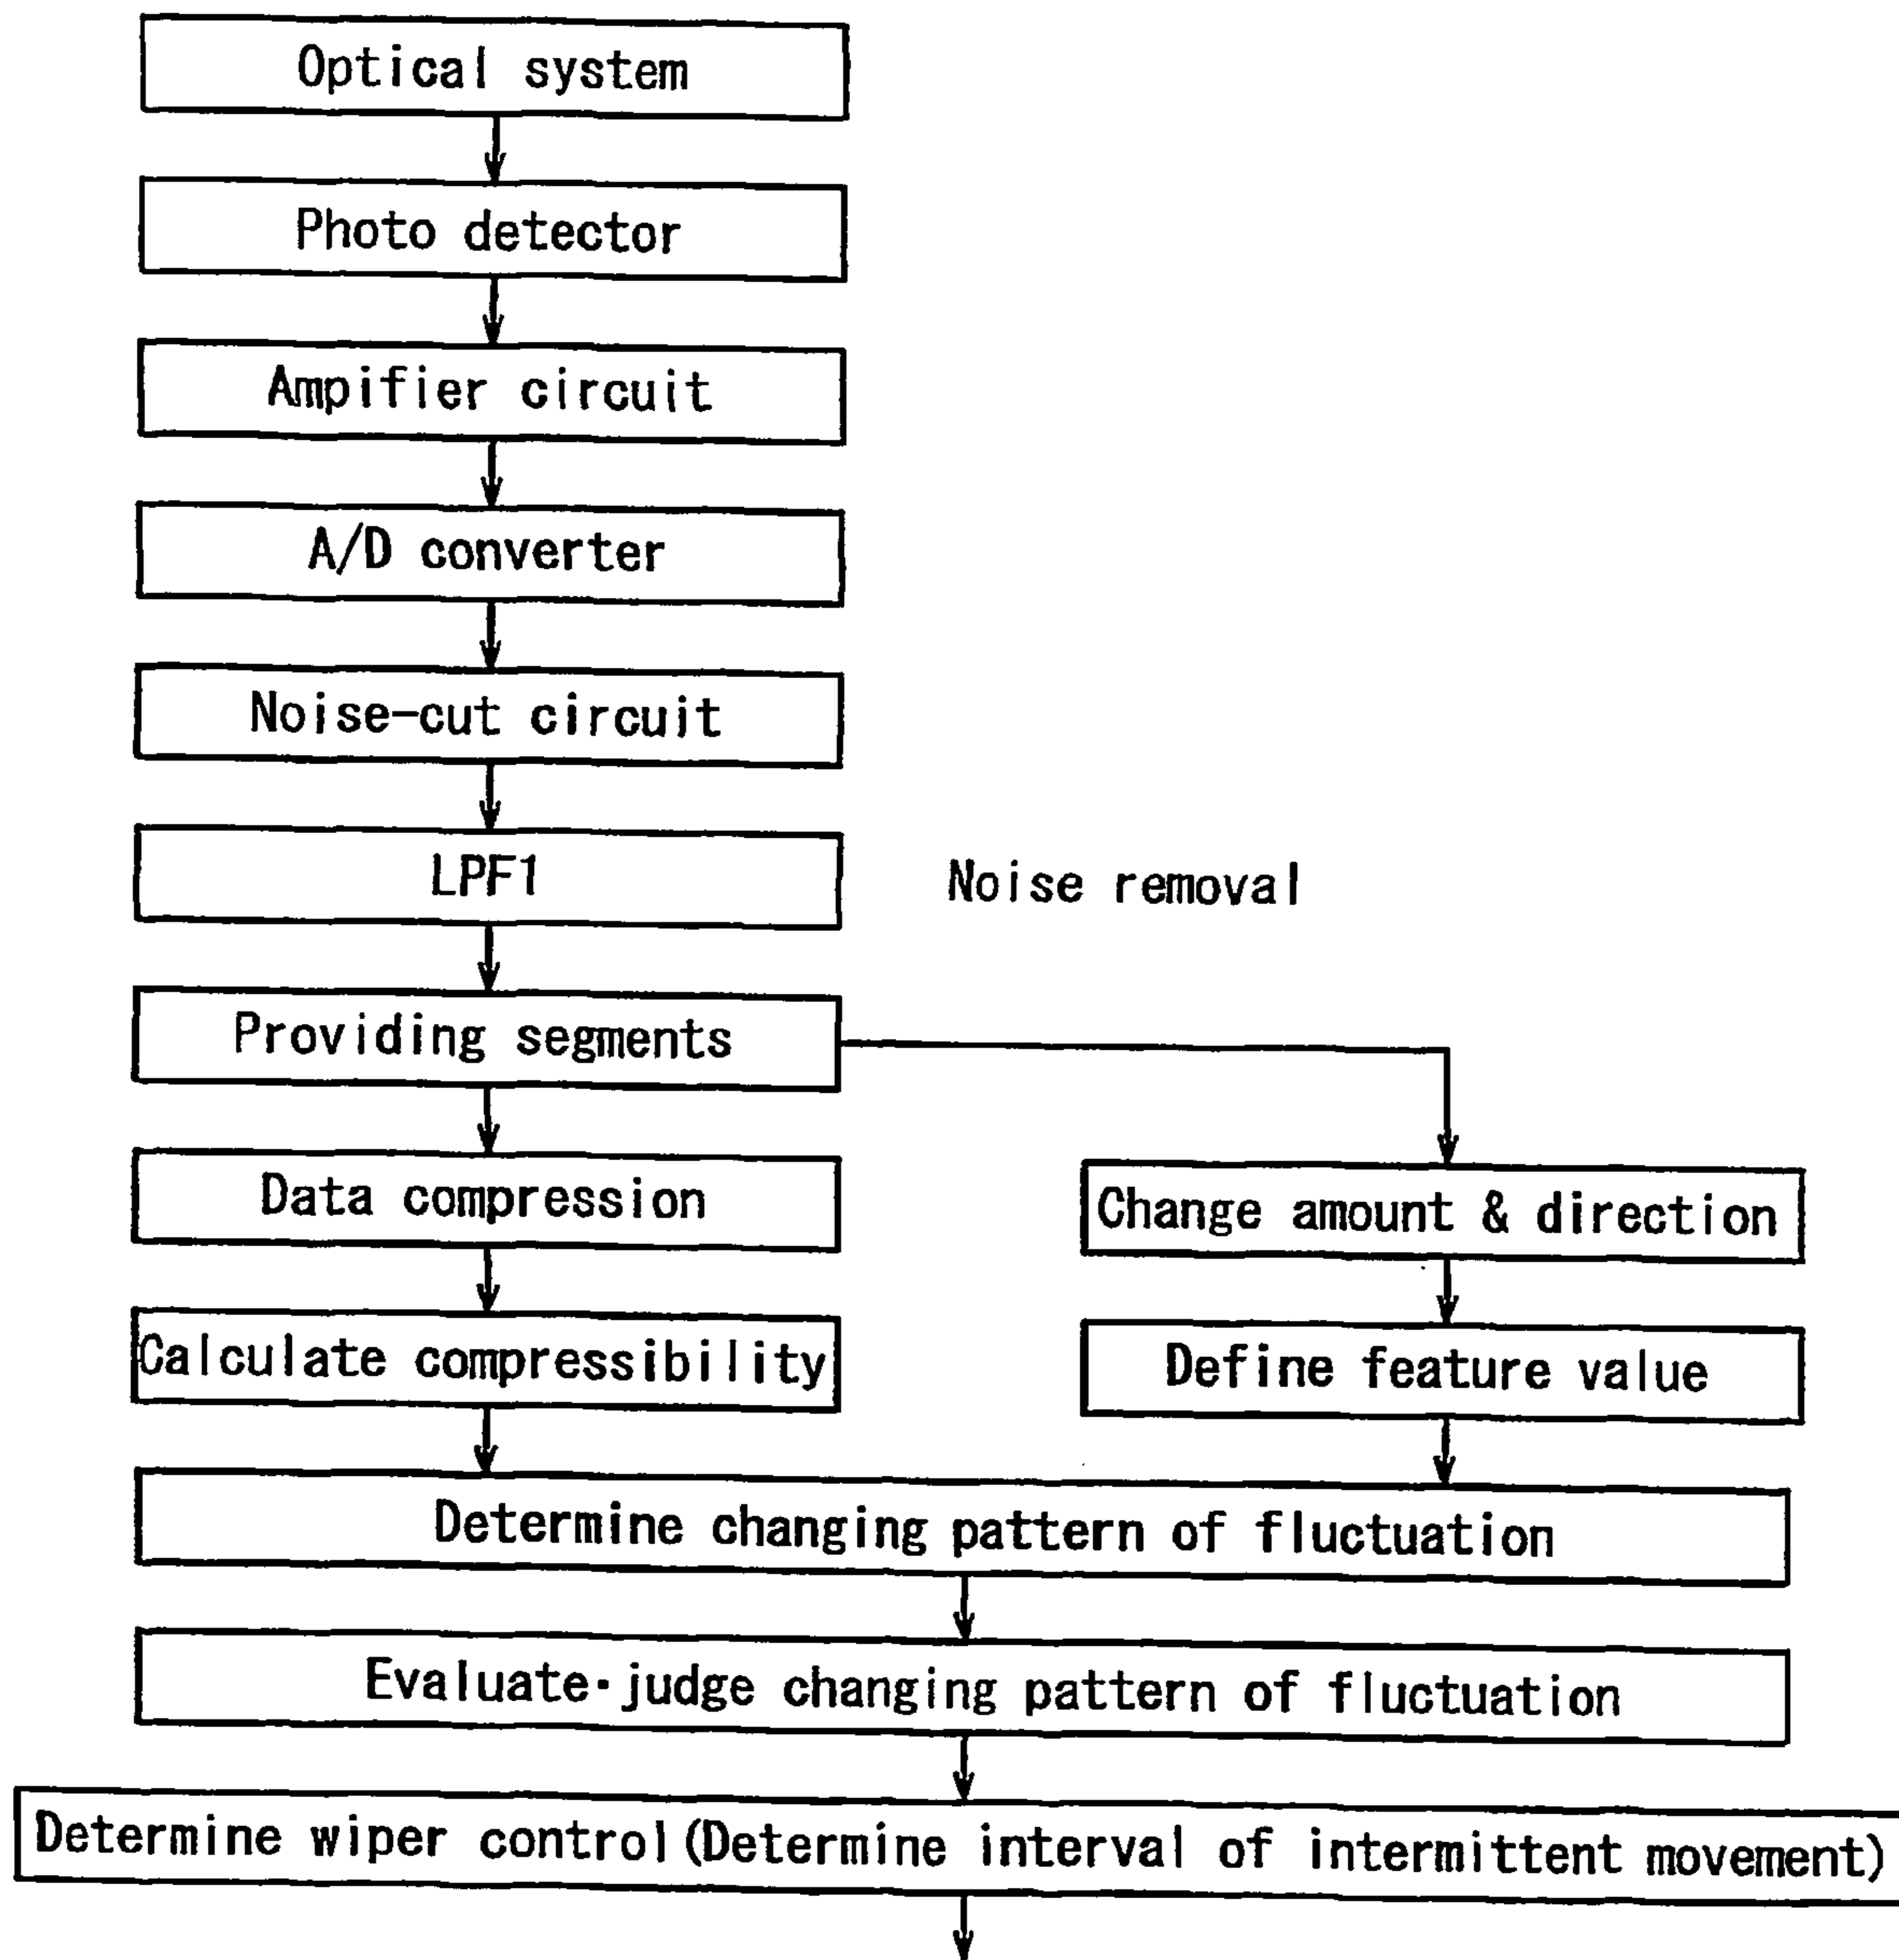 Optical system
Photo detector
Ampifier circuit
A/D converter
Noise-cut circuit
LPF1
Noise removal
Providing segments
Data compression
Change amount & direction
Calculate compressibility
Define feature value
Determine changing pattern of fluctuation
Evaluate·judge changing pattern of fluctuation
Determine wiper control(Determine interval of intermittent movement)